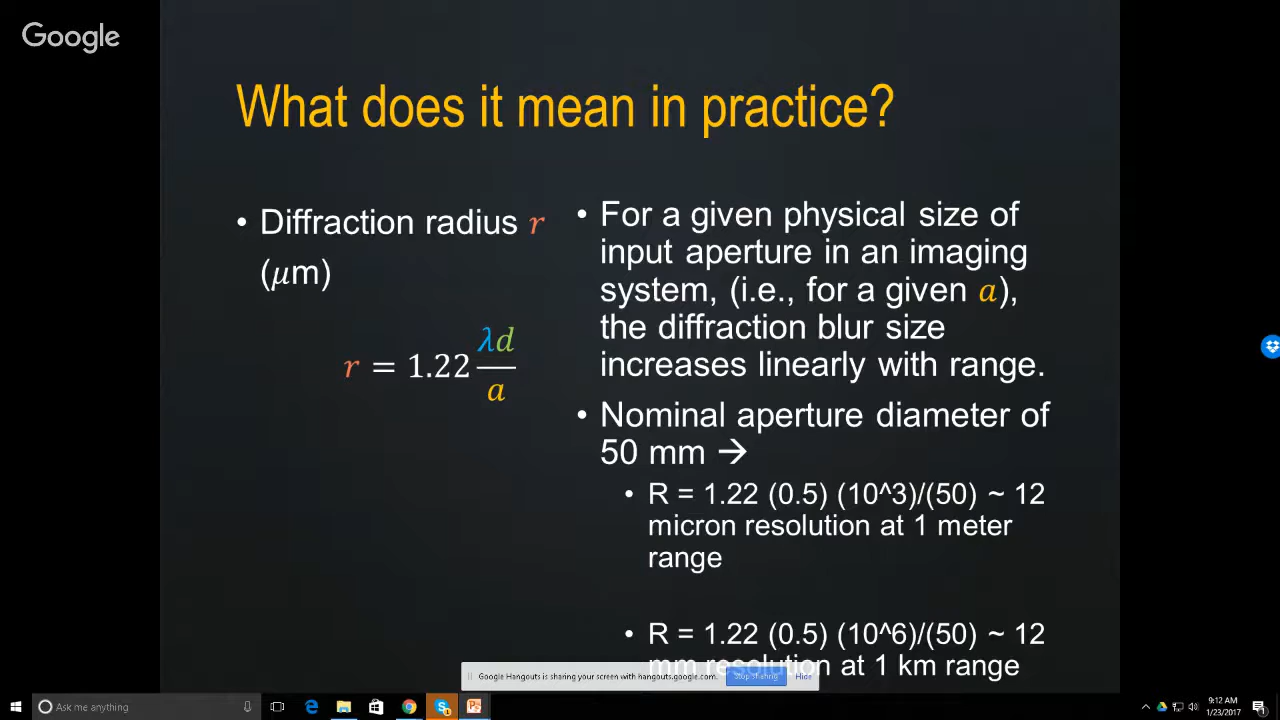 Google
What does it mean in practice?
• Diffraction radius r
(μm)
r = 1.22 λd/a
• For a given physical size of
input aperture in an imaging
system, (i.e., for a given a),
the diffraction blur size
increases linearly with range.
• Nominal aperture diameter of
50 mm →
• R = 1.22 (0.5) (10^3)/(50) ~ 12
micron resolution at 1 meter
range
• R = 1.22 (0.5) (10^6)/(50) ~ 12
mm resolution at 1 km range
Google Hangouts is sharing your screen with hangouts.google.com.
Stop sharing
Hide
Ask me anything
9:12 AM
1/23/2017